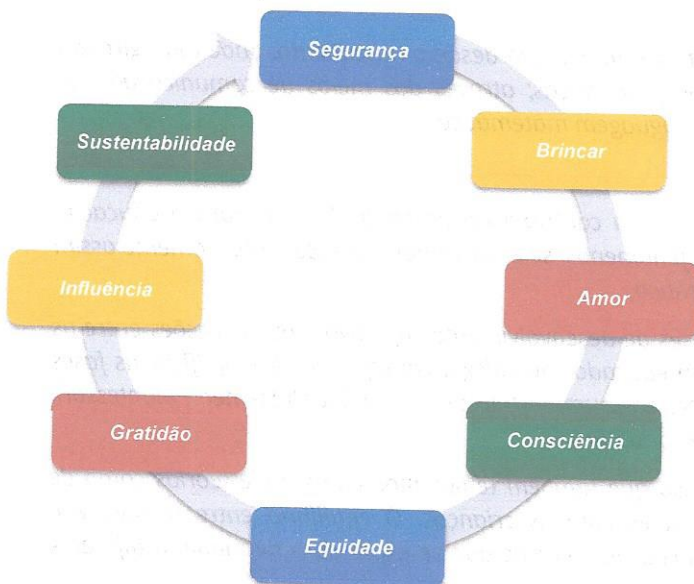 Segurança
Brincar
Amor
Consciência
Equidade
Gratidão
Influência
Sustentabilidade